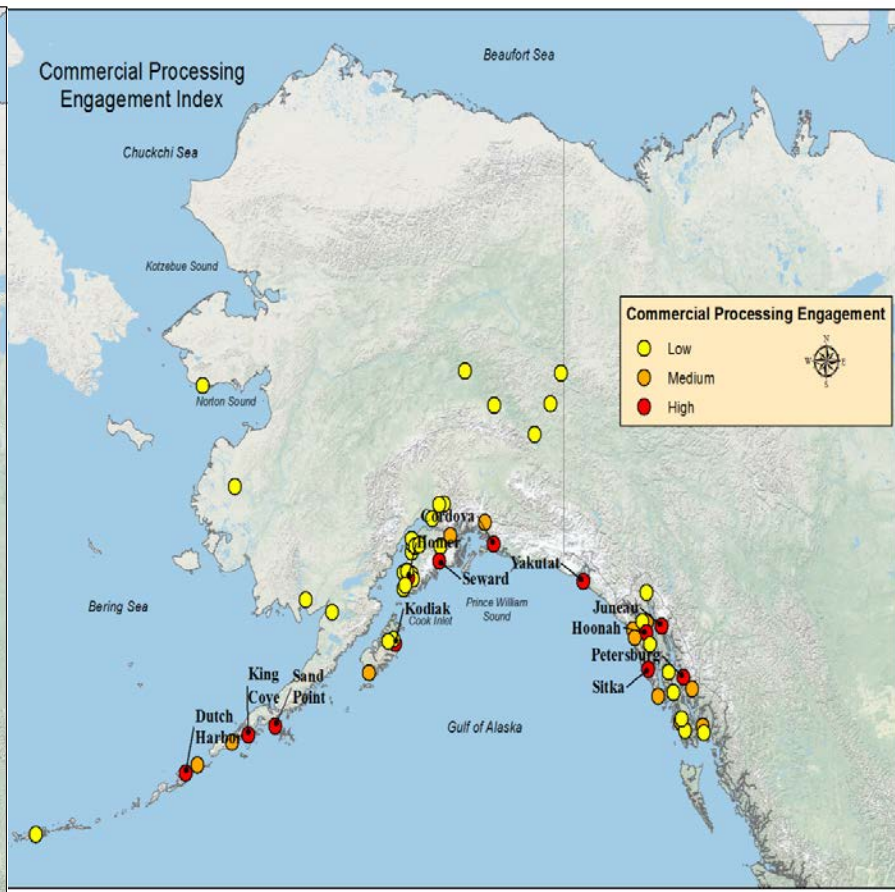 Commercial Processing
Engagement Index
Beaufort Sea
Chuckchi Sea
Kotzebue Sound
Commercial Processing Engagement
N
W E
S
Low
Medium
High
Norton Sound
Cordova
Homer
Seward
Yakutat
Bering Sea
Kodiak
Cook Inlet
Prince William
Sound
Juneau
Hoonah
Petersburg
Sitka
King
Cove
Sand
Point
Dutch
Harbor
Gulf of Alaska